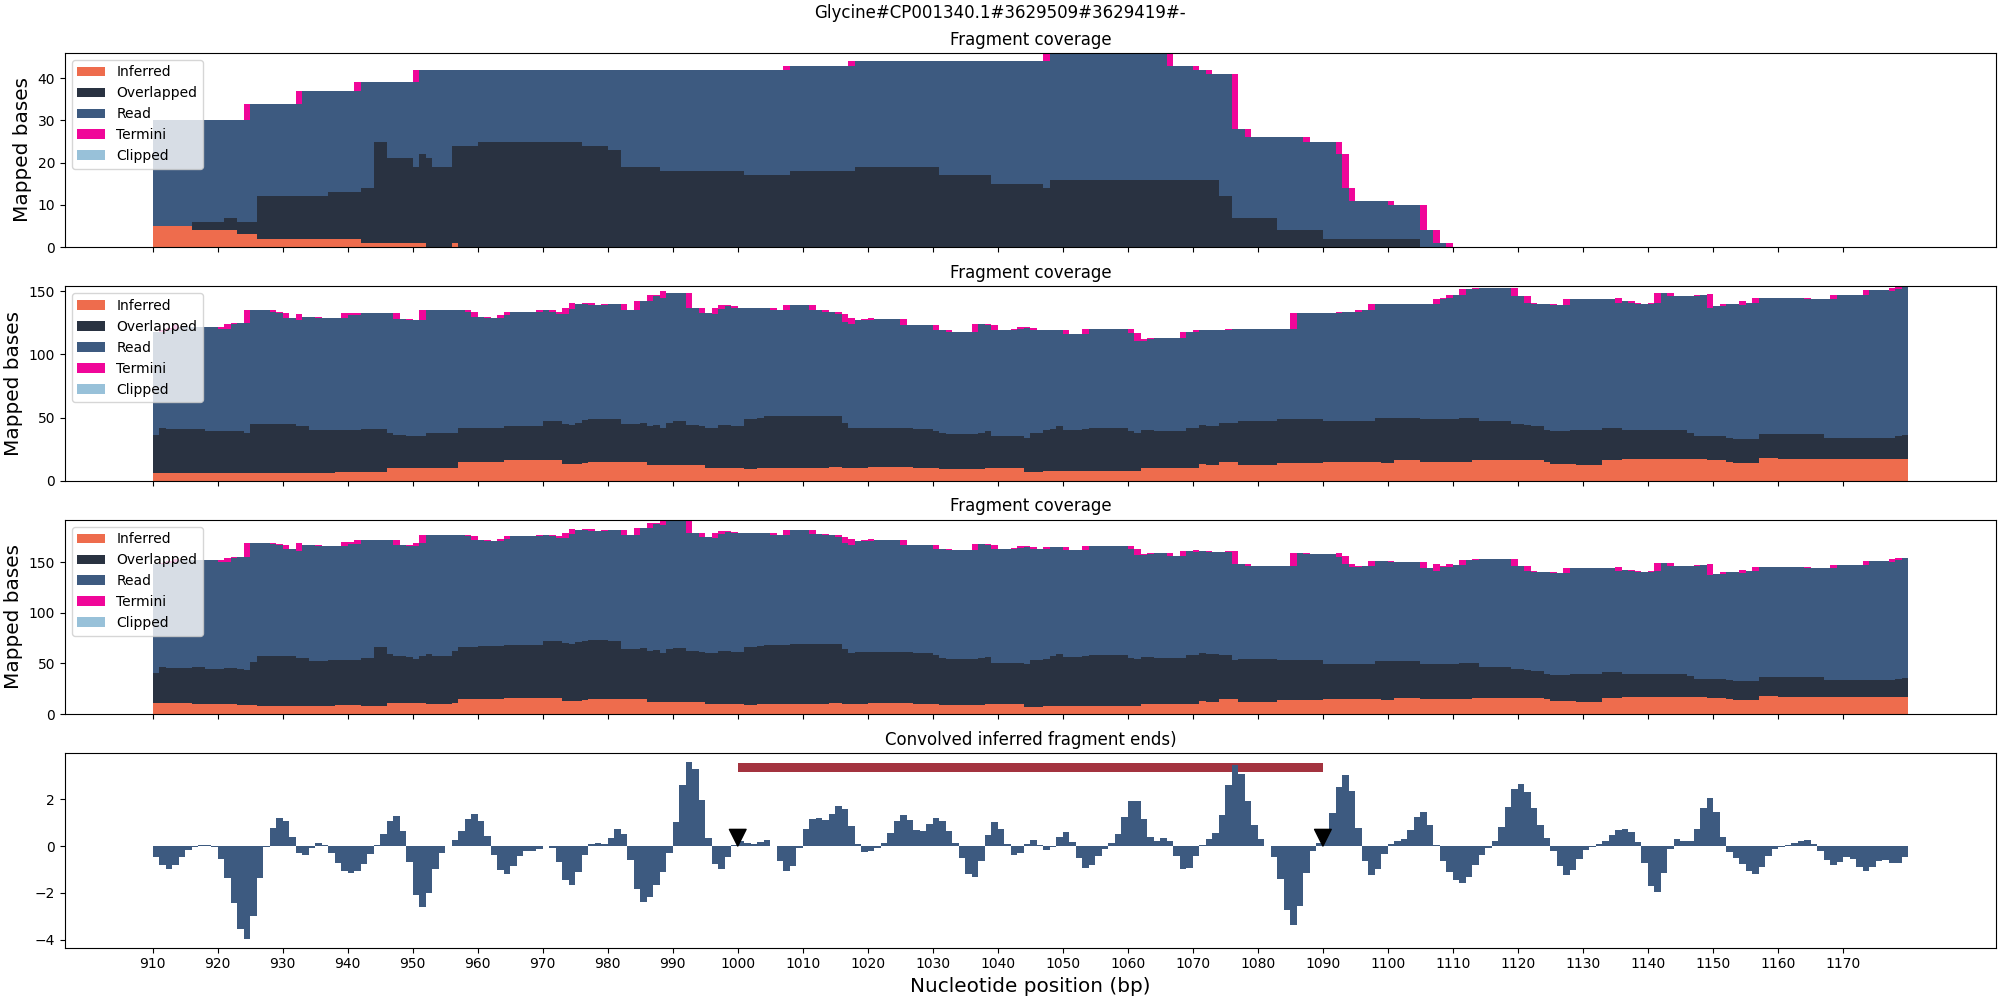 Glycine#CP001340.1#3629509#3629419#-
Fragment coverage
Mapped bases
40
30
20
10
0
Inferred
Overlapped
Read
Termini
Clipped
Fragment coverage
Mapped bases
150
100
50
0
Inferred
Overlapped
Read
Termini
Clipped
Fragment coverage
Mapped bases
150
100
50
0
Inferred
Overlapped
Read
Termini
Clipped
Convolved inferred fragment ends)
2
0
−2
−4
910 920 930 940 950 960 970 980 990 1000 1010 1020 1030 1040 1050 1060 1070 1080 1090 1100 1110 1120 1130 1140 1150 1160 1170
Nucleotide position (bp)